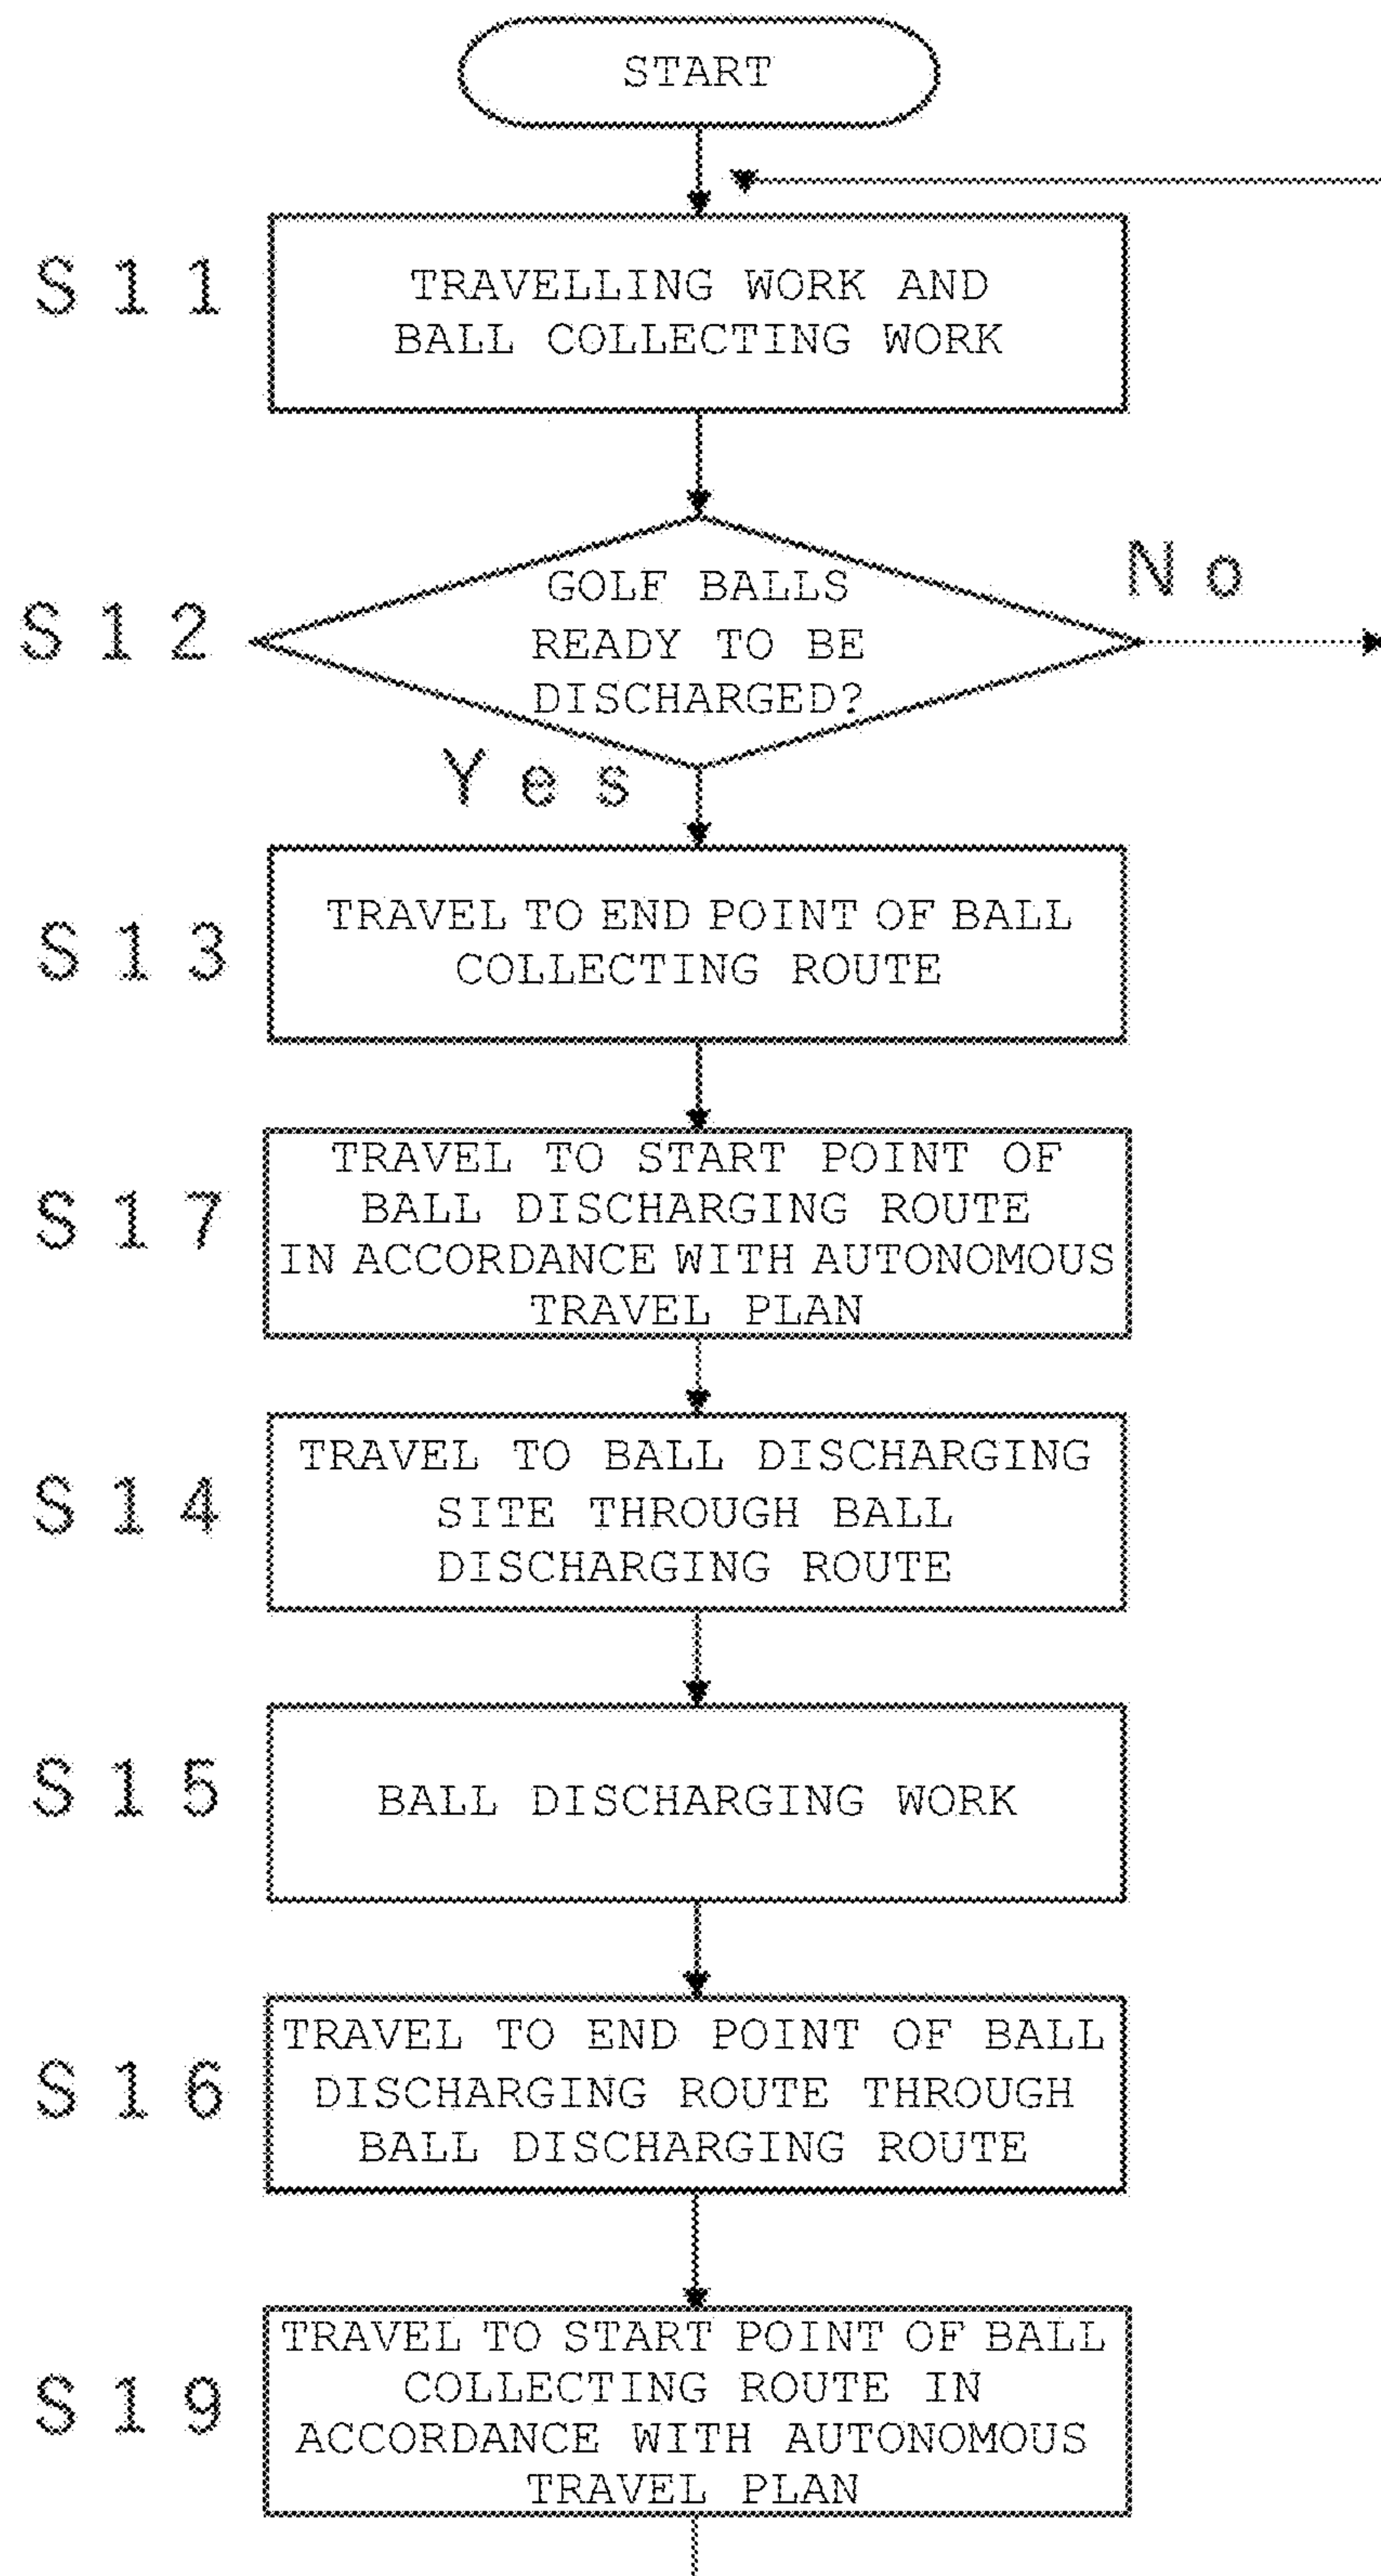 START
S11
TRAVELLING WORK AND
BALL COLLECTING WORK
S12
GOLF BALLS
READY TO BE
DISCHARGED?
No
Yes
S13
TRAVEL TO END POINT OF BALL
COLLECTING ROUTE
S17
TRAVEL TO START POINT OF
BALL DISCHARGING ROUTE
IN ACCORDANCE WITH AUTONOMOUS
TRAVEL PLAN
S14
TRAVEL TO BALL DISCHARGING
SITE THROUGH BALL
DISCHARGING ROUTE
S15
BALL DISCHARGING WORK
S16
TRAVEL TO END POINT OF BALL
DISCHARGING ROUTE THROUGH
BALL DISCHARGING ROUTE
S19
TRAVEL TO START POINT OF BALL
COLLECTING ROUTE IN
ACCORDANCE WITH AUTONOMOUS
TRAVEL PLAN